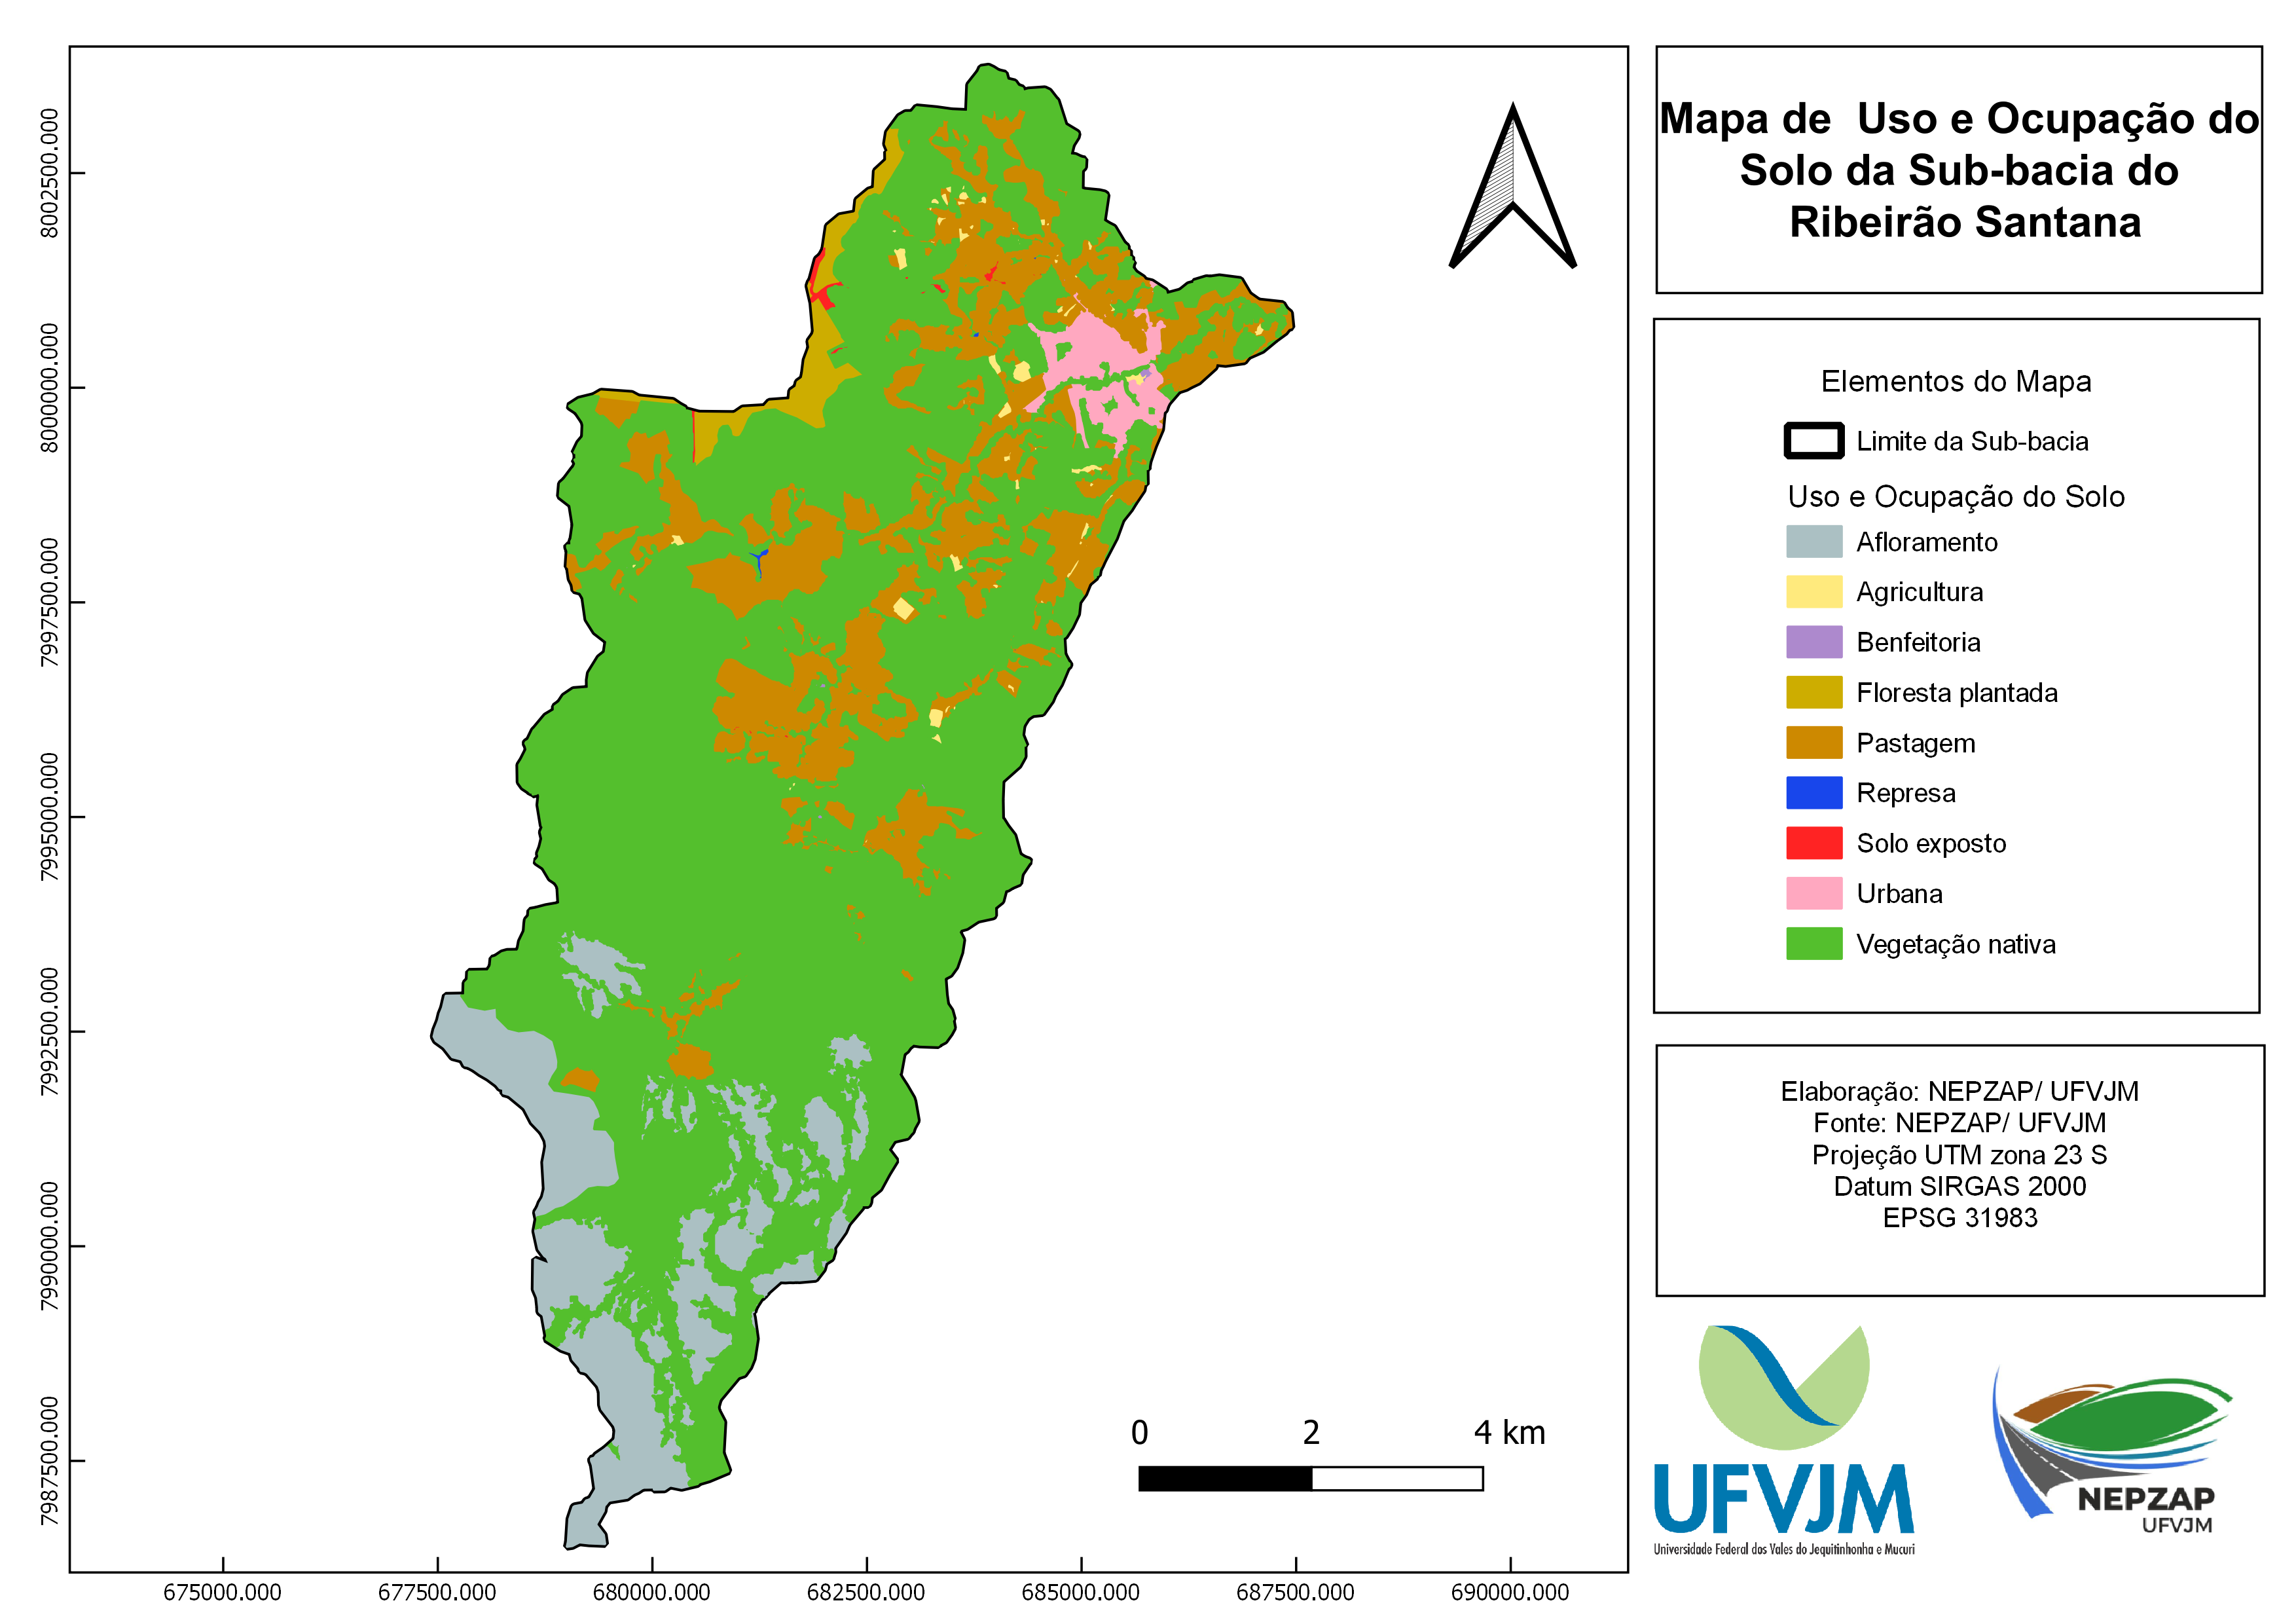 Mapa de  Uso e Ocupação do
Solo da Sub-bacia do
Ribeirão Santana
Elementos do Mapa
Limite da Sub-bacia
Uso e Ocupação do Solo
Afloramento
Agricultura
Benfeitoria
Floresta plantada
Pastagem
Represa
Solo exposto
Urbana
Vegetação nativa
Elaboração: NEPZAP/ UFVJM
Fonte: NEPZAP/ UFVJM
Projeção UTM zona 23 S
Datum SIRGAS 2000
EPSG 31983
UFVJM
Universidade Federal dos Vales do Jequitinhonha e Mucuri
NEPZAP
UFVJM
8002500.000
8000000.000
7997500.000
7995000.000
7992500.000
7990000.000
7987500.000
0 2 4 km
675000.000 677500.000 680000.000 682500.000 685000.000 687500.000 690000.000